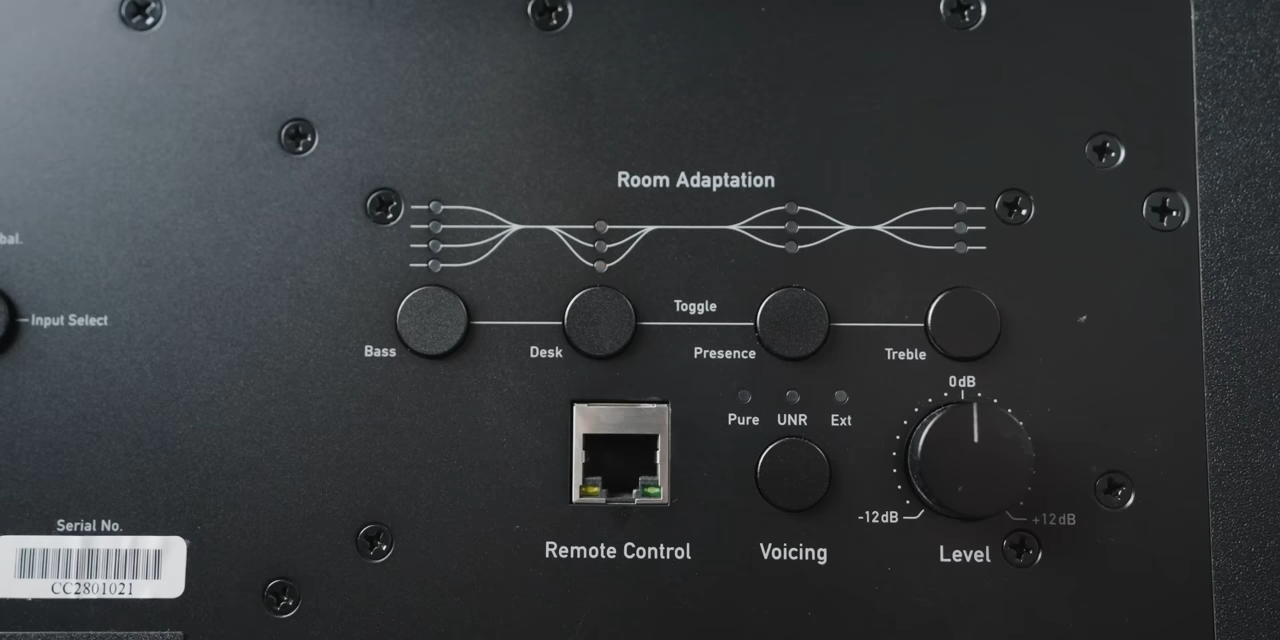 Room Adaptation
bal.
Input Select
Toggle
Bass
Desk
Presence
Treble
0dB
Pure
UNR
Ext
-12dB
+12dB
Serial No.
CC2801021
Remote Control
Voicing
Level